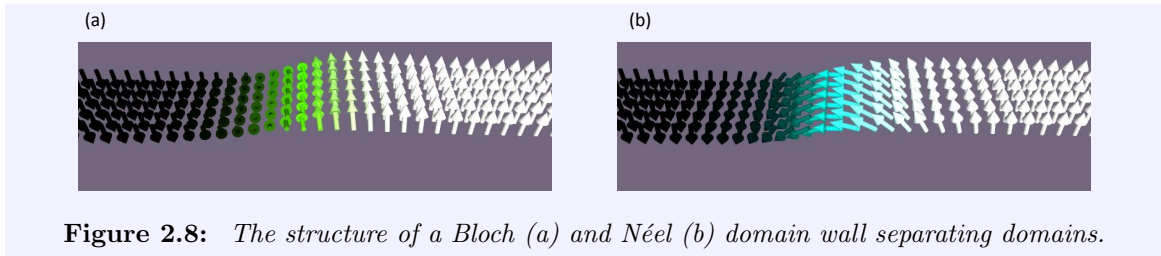 (a) (b)
Figure 2.8: The structure of a Bloch (a) and Néel (b) domain wall separating domains.